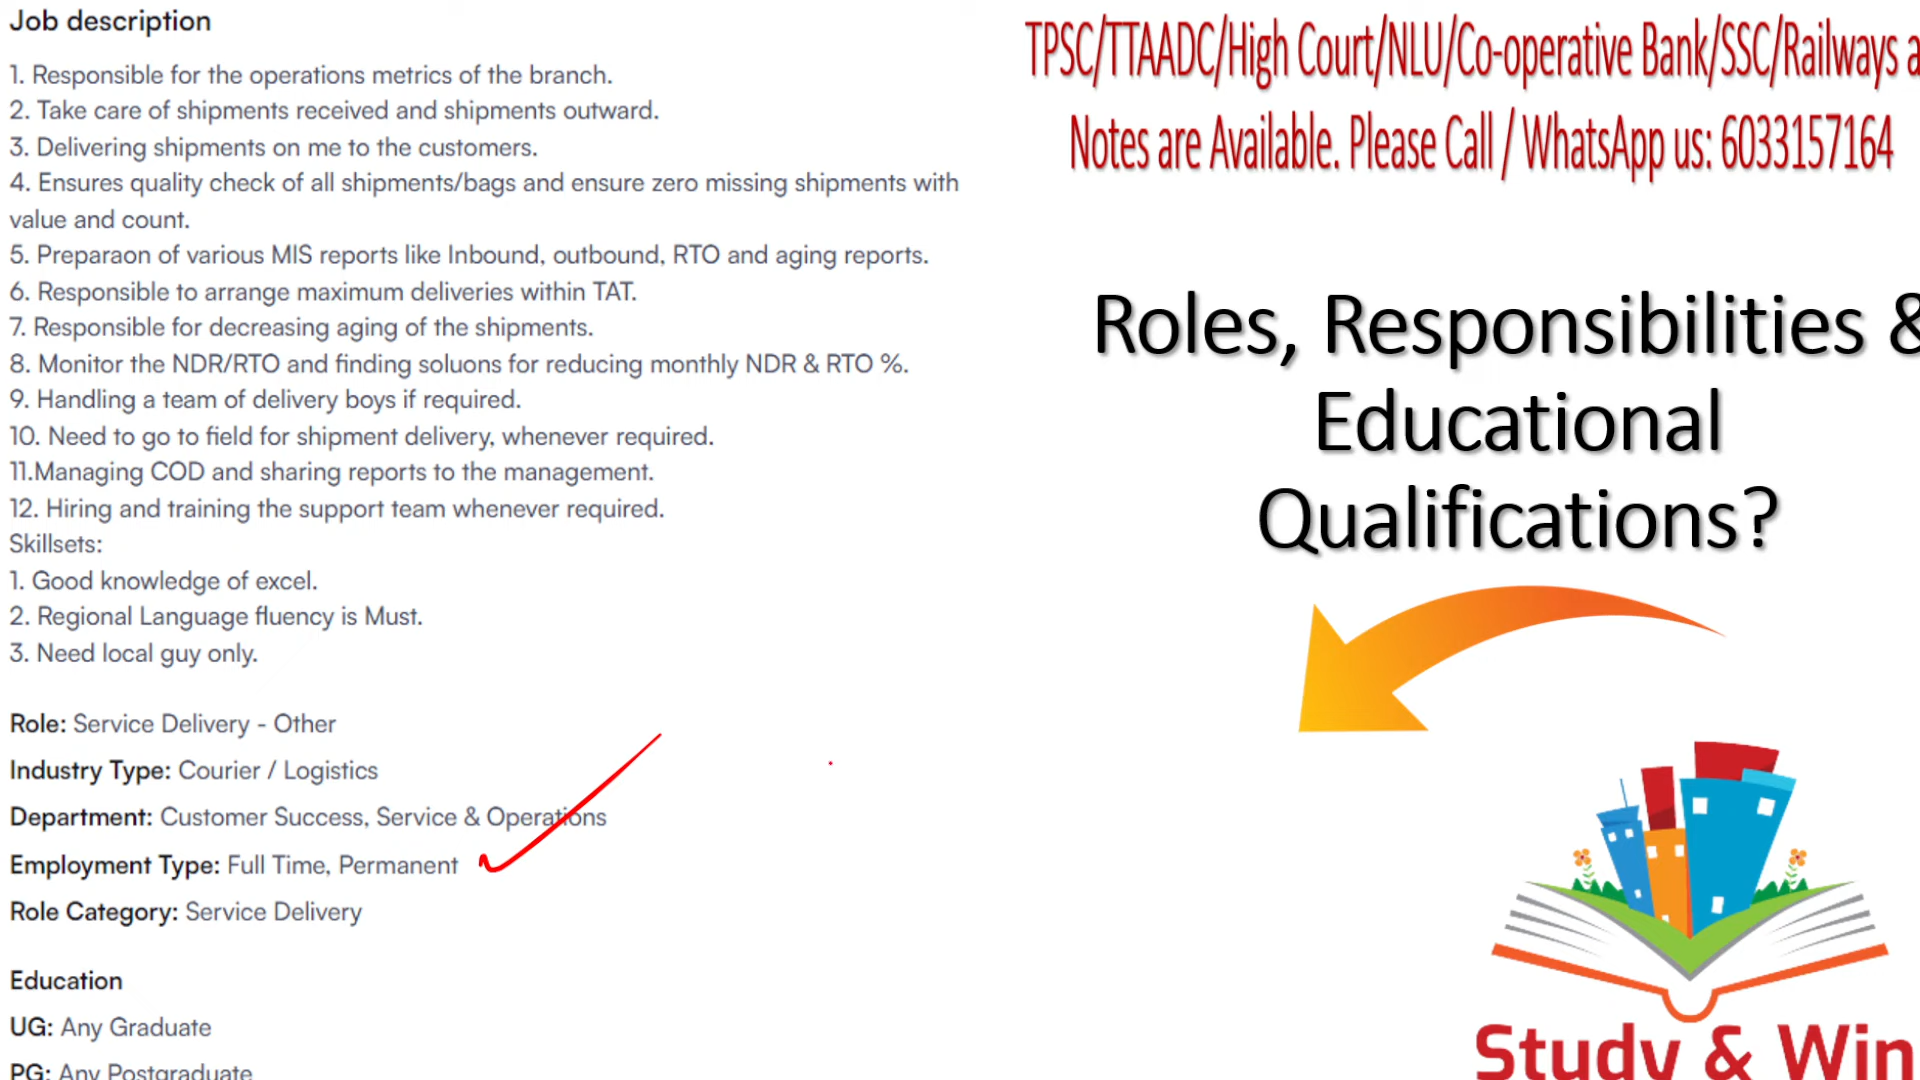 Job description
1. Responsible for the operations metrics of the branch.
2. Take care of shipments received and shipments outward.
3. Delivering shipments on me to the customers.
4. Ensures quality check of all shipments/bags and ensure zero missing shipments with
value and count.
5. Preparaon of various MIS reports like Inbound, outbound, RTO and aging reports.
6. Responsible to arrange maximum deliveries within TAT.
7. Responsible for decreasing aging of the shipments.
8. Monitor the NDR/RTO and finding soluons for reducing monthly NDR & RTO %.
9. Handling a team of delivery boys if required.
10. Need to go to field for shipment delivery, whenever required.
11.Managing COD and sharing reports to the management.
12. Hiring and training the support team whenever required.
Skillsets:
1. Good knowledge of excel.
2. Regional Language fluency is Must.
3. Need local guy only.
Role: Service Delivery - Other
Industry Type: Courier / Logistics
Department: Customer Success, Service & Operations
Employment Type: Full Time, Permanent
Role Category: Service Delivery
Education
UG: Any Graduate
PG: Any Postgraduate
TPSC/TTAADC/High Court/NLU/Co-operative Bank/SSC/Railways a
Notes are Available. Please Call / WhatsApp us: 6033157164
Roles, Responsibilities &
Educational
Qualifications?
Study & Win